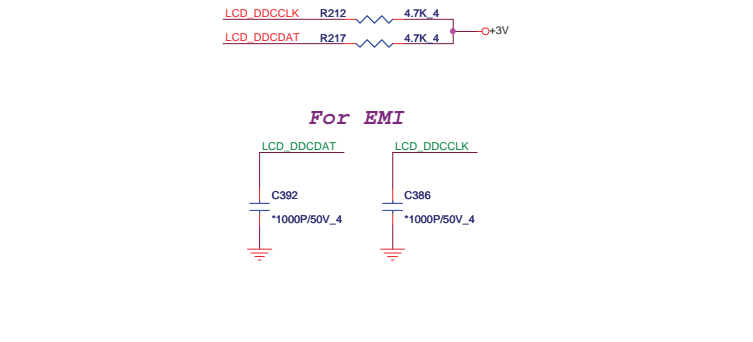 LCD_DDCCLK R212 4.7K_4
+3V
LCD_DDCDAT R217 4.7K_4
For EMI
LCD_DDCDAT LCD_DDCCLK
C392 C386
*1000P/50V_4 *1000P/50V_4